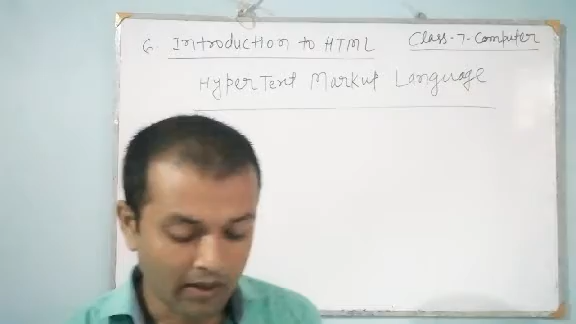 6 Introduction to HTML
Class-7-Computer
HyperText Markup Language